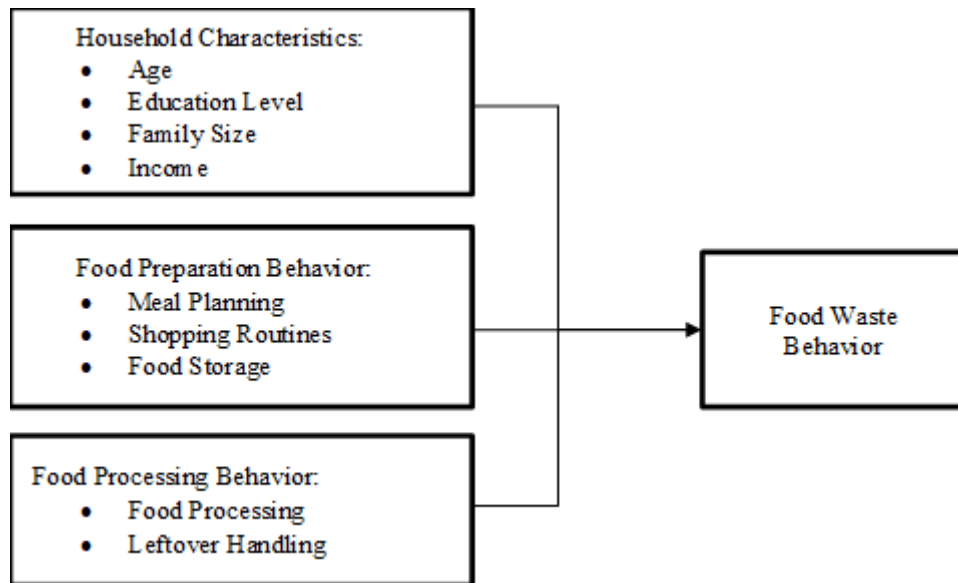 Household Characteristics:
• Age
• Education Level
• Family Size
• Income
Food Preparation Behavior:
• Meal Planning
• Shopping Routines
• Food Storage
Food Waste
Behavior
Food Processing Behavior:
• Food Processing
• Leftover Handling